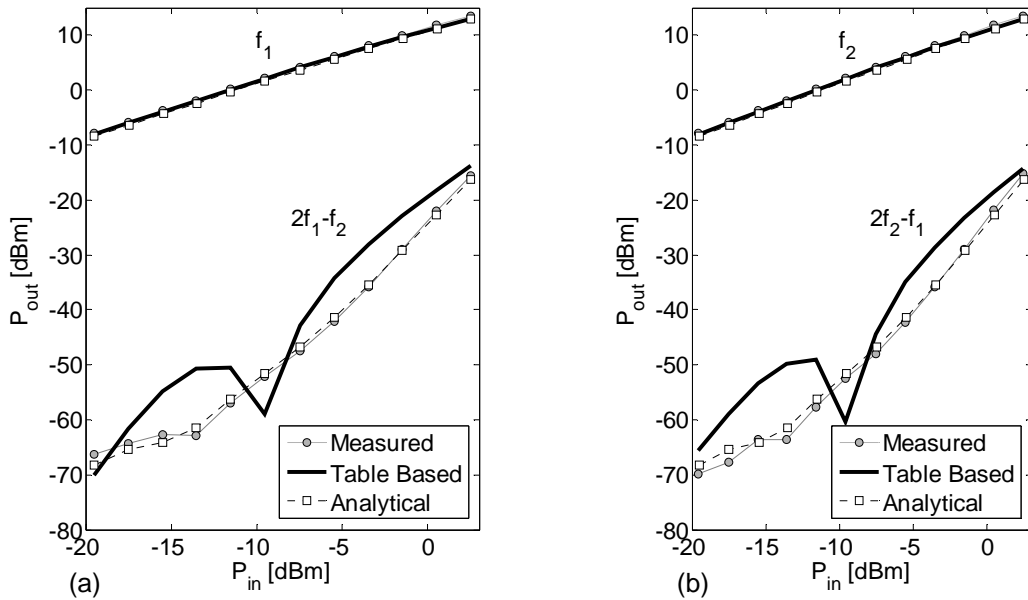 10
0
-10
-20
-30
-40
-50
-60
-70
-80
-20
-15
-10
-5
0
P_out [dBm]
P_in [dBm]
f_1
2f_1-f_2
Measured
Table Based
Analytical
(a)
10
0
-10
-20
-30
-40
-50
-60
-70
-80
-20
-15
-10
-5
0
P_out [dBm]
P_in [dBm]
f_2
2f_2-f_1
Measured
Table Based
Analytical
(b)